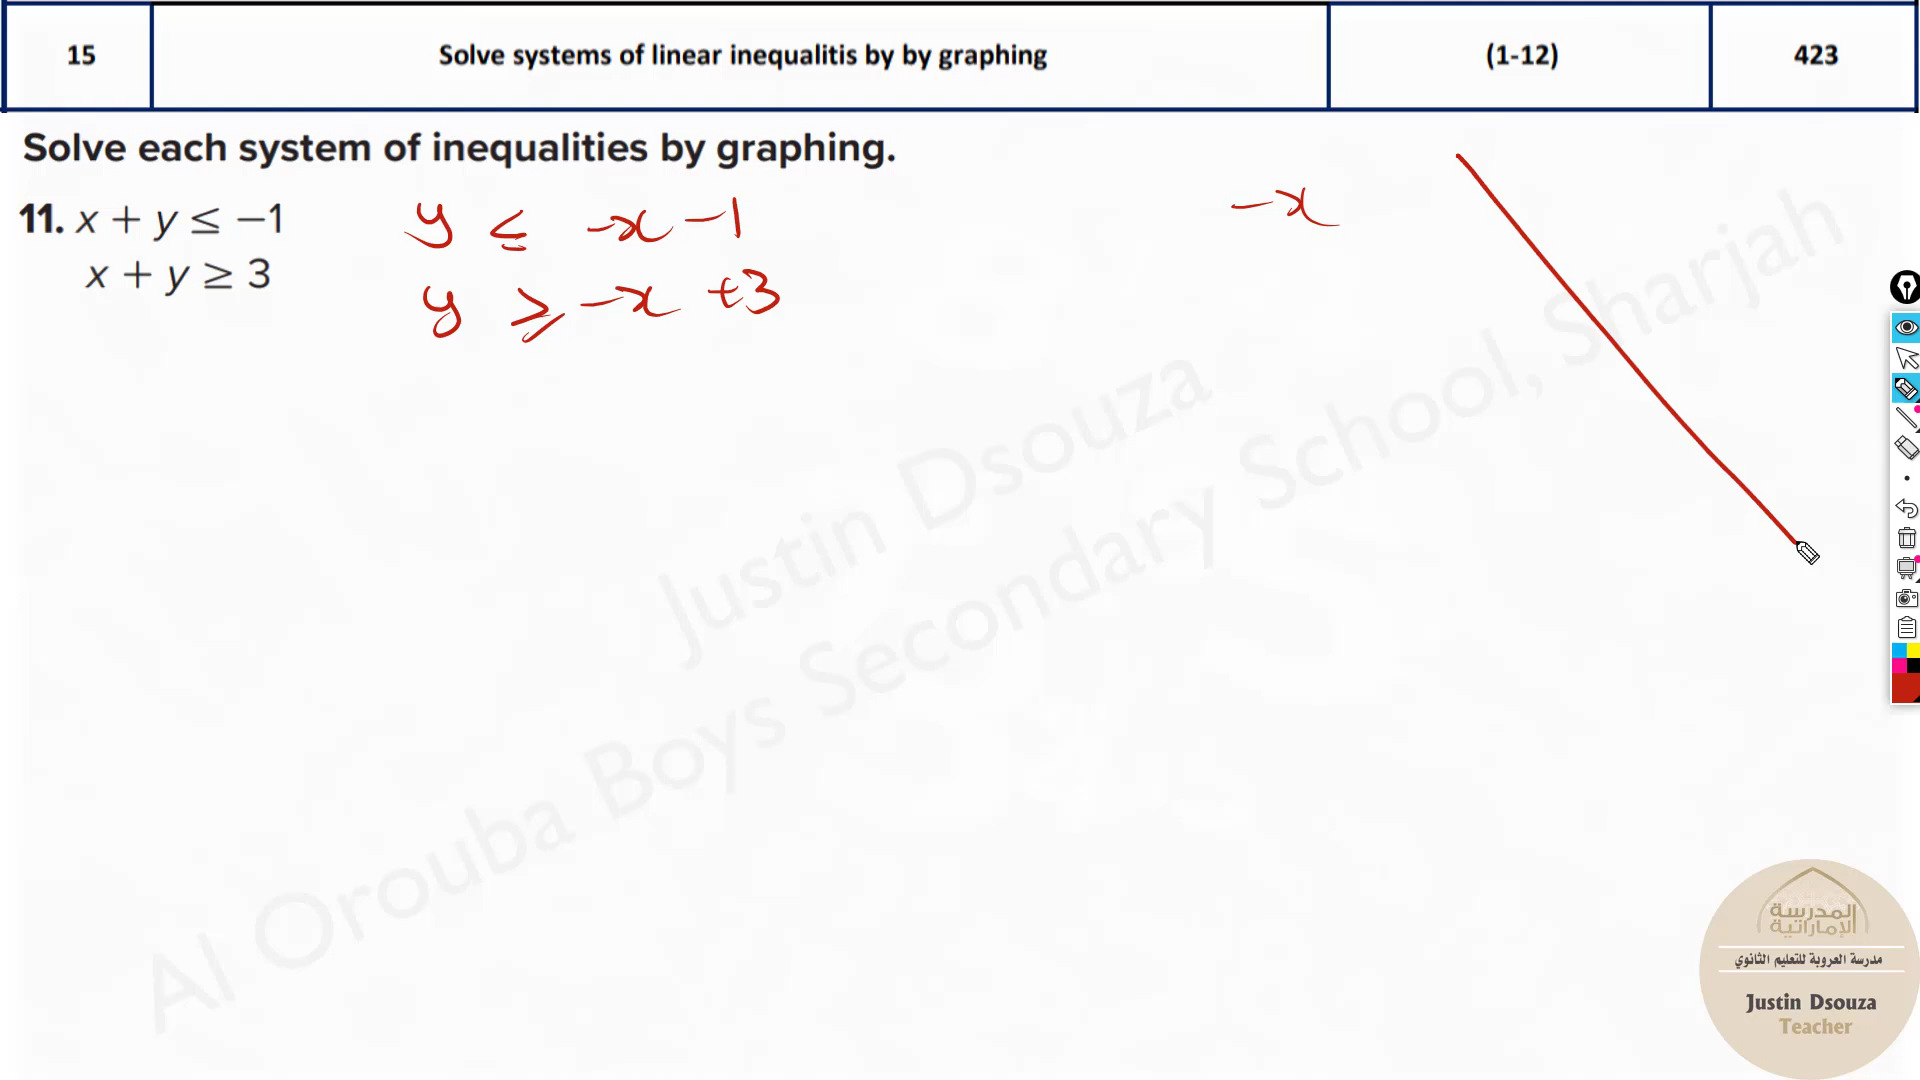 15 Solve systems of linear inequalitis by by graphing (1-12) 423
Solve each system of inequalities by graphing.
11. x + y ≤ −1
x + y ≥ 3
y ≤ -x -1
y ≥ -x +3
-x
Justin Dsouza
Al Orouba Boys Secondary School, Sharjah
المدرسة
الإماراتية
مدرسة العروبة للتعليم الثانوي
Justin Dsouza
Teacher